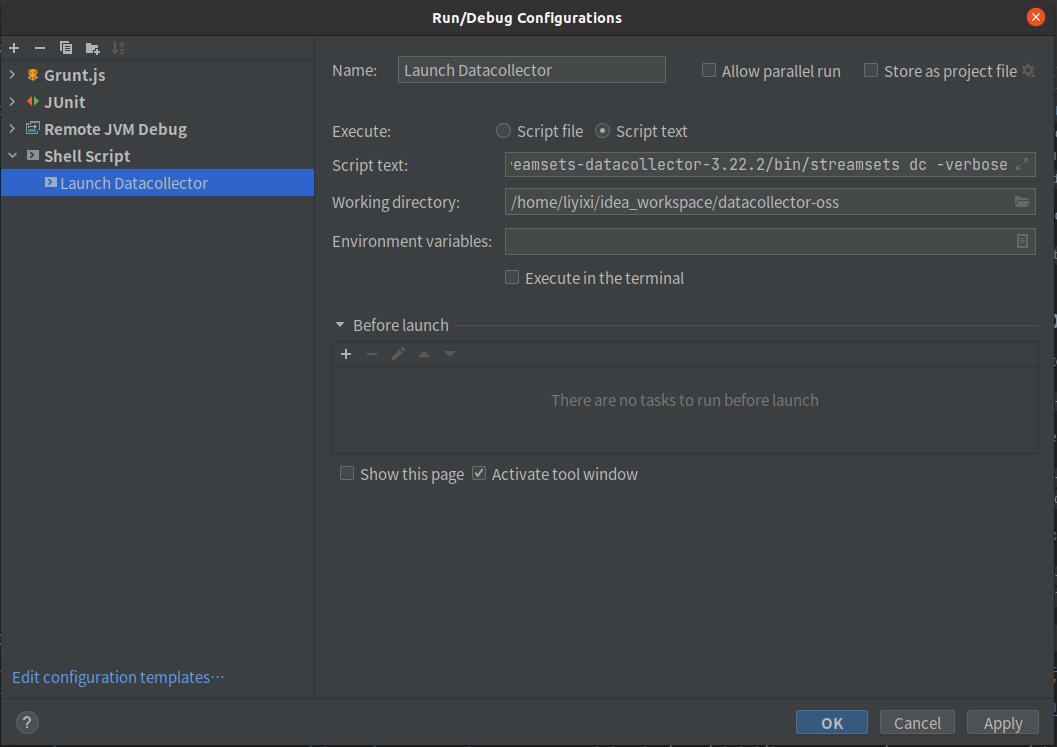 Run/Debug Configurations
Grunt.js
JUnit
Remote JVM Debug
Shell Script
Launch Datacollector
Edit configuration templates...
Name: Launch Datacollector Allow parallel run Store as project file
Execute: Script file Script text
Script text: eamsets-datacollector-3.22.2/bin/streamsets dc -verbose
Working directory: /home/liyixi/idea_workspace/datacollector-oss
Environment variables:
Execute in the terminal
Before launch
There are no tasks to run before launch
Show this page Activate tool window
? OK Cancel Apply